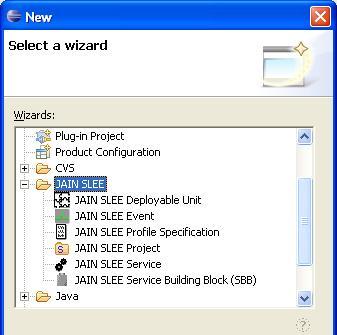 New
Select a wizard
Wizards:
Plug-in Project
Product Configuration
CVS
JAIN SLEE
JAIN SLEE Deployable Unit
JAIN SLEE Event
JAIN SLEE Profile Specification
JAIN SLEE Project
JAIN SLEE Service
JAIN SLEE Service Building Block (SBB)
Java